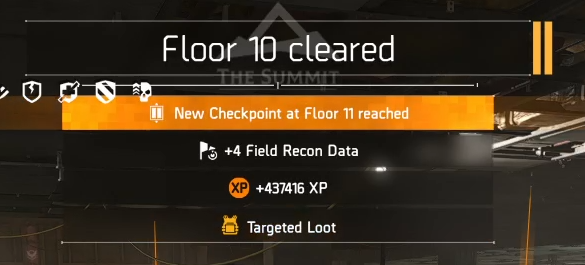 Floor 10 cleared
THE SUMMIT
New Checkpoint at Floor 11 reached
+4 Field Recon Data
XP +437416 XP
Targeted Loot